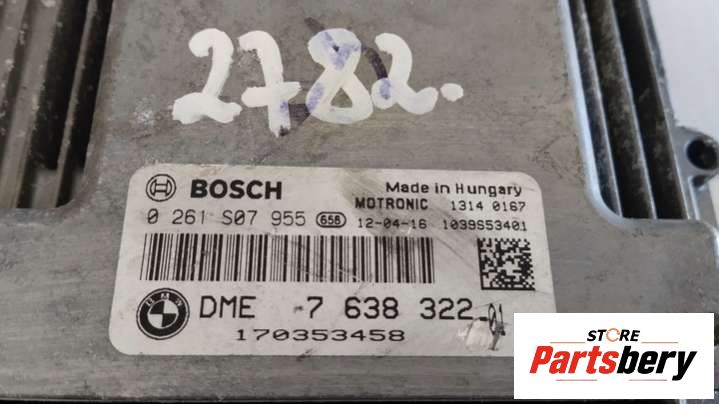 2782.
BOSCH
Made in Hungary
MOTRONIC 1314 0167
0 261 S07 955 658 12-04-16 1039S53401
BMW
DME 7 638 322-01
170353458
STORE
Partsbery